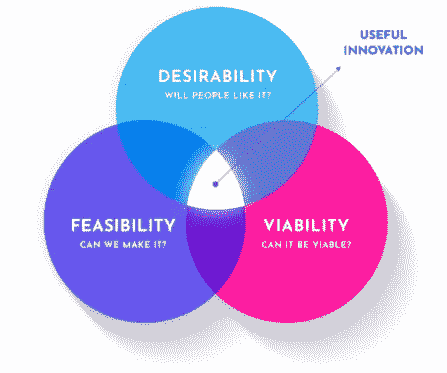 USEFUL
INNOVATION
DESIRABILITY
WILL PEOPLE LIKE IT?
FEASIBILITY
CAN WE MAKE IT?
VIABILITY
CAN IT BE VIABLE?